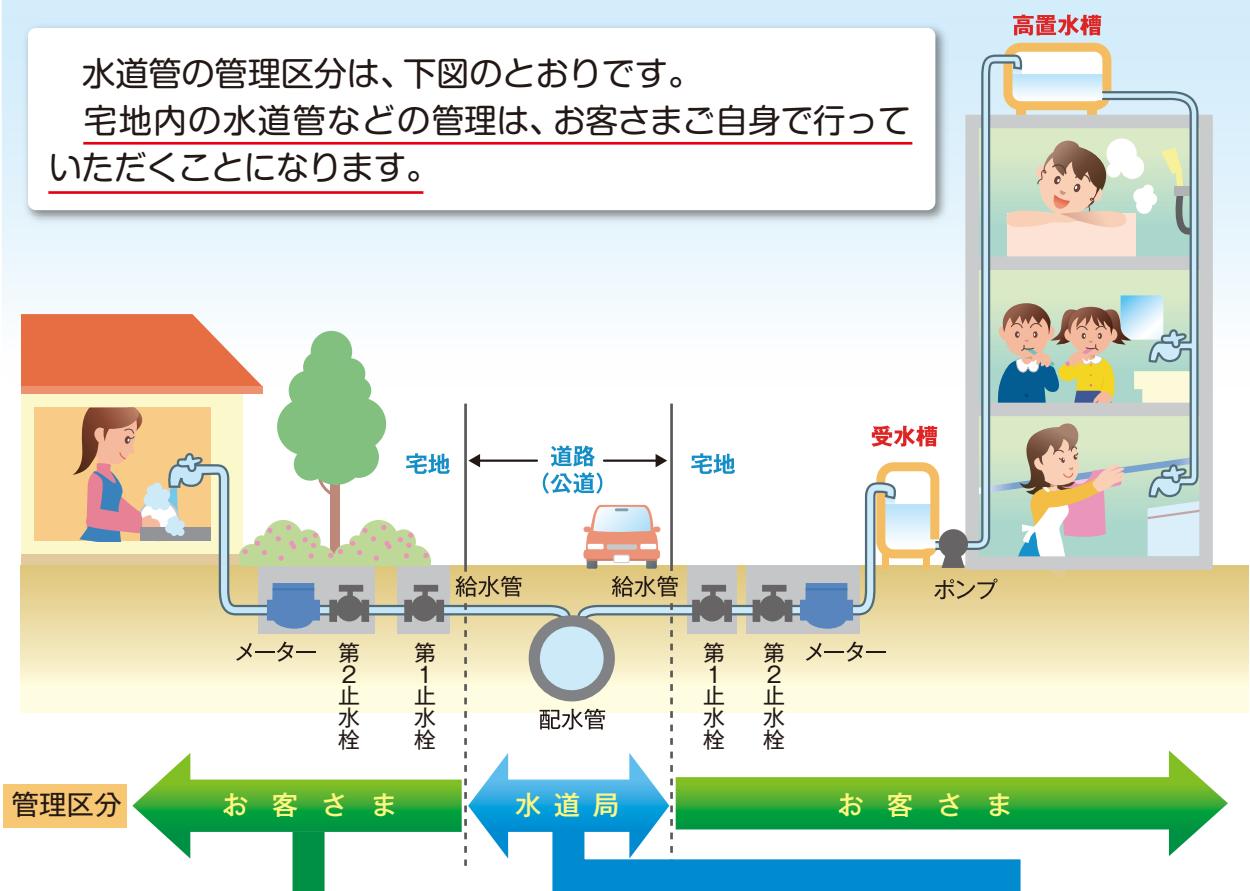 水道管の管理区分は、下図のとおりです。
宅地内の水道管などの管理は、お客さまご自身で行って
いただくことになります。
高置水槽
受水槽
宅地
道路
(公道)
宅地
給水管
給水管
ポンプ
メーター
第2止水栓
第1止水栓
配水管
第1止水栓
第2止水栓
メーター
管理区分
お客さま
水道局
お客さま